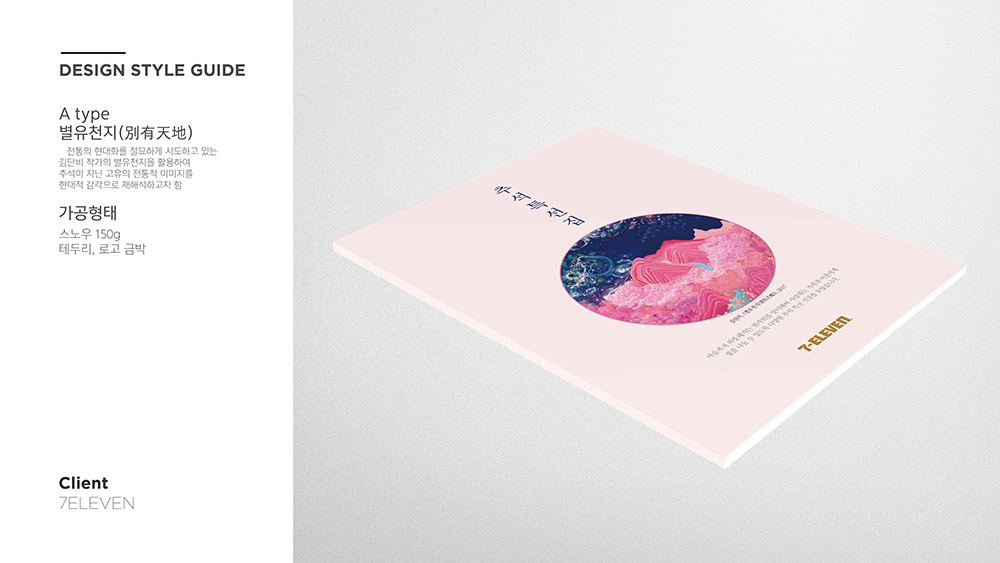 DESIGN STYLE GUIDE
A type
별유천지(別有天地)
전통의 현대화를 절묘하게 시도하고 있는
김단비 작가의 별유천지을 활용하여
추석이 지닌 고유의 전통적 이미지를
현대적 감각으로 재해석하고자 함
가공형태
스노우 150g
테두리, 로고 금박
Client
7ELEVEN
추석특선집
7-ELEVEN